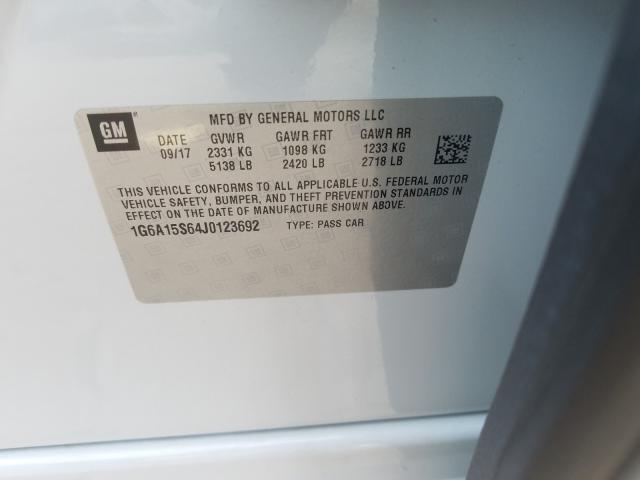 GM
MFD BY GENERAL MOTORS LLC
DATE GVWR GAWR FRT GAWR RR
09/17 2331 KG 1098 KG 1233 KG
5138 LB 2420 LB 2718 LB
THIS VEHICLE CONFORMS TO ALL APPLICABLE U.S. FEDERAL MOTOR
VEHICLE SAFETY, BUMPER, AND THEFT PREVENTION STANDARDS IN
EFFECT ON THE DATE OF MANUFACTURE SHOWN ABOVE.
1G6A15S64J0123692 TYPE: PASS CAR